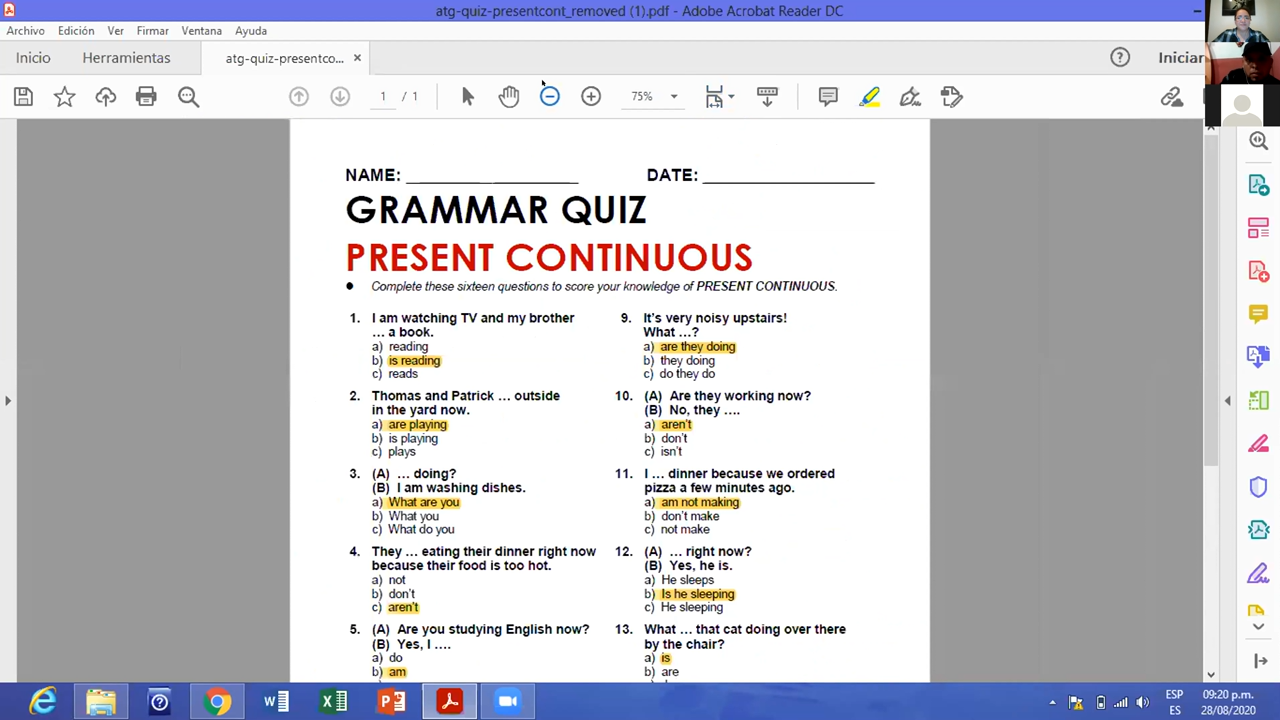 atg-quiz-presentcont_removed (1).pdf - Adobe Acrobat Reader DC
Archivo Edición Ver Firmar Ventana Ayuda
Inicio Herramientas atg-quiz-presentco... × Iniciar
1 / 1 75%
NAME: ________ ________ DATE: ________________
GRAMMAR QUIZ
PRESENT CONTINUOUS
● Complete these sixteen questions to score your knowledge of PRESENT CONTINUOUS.
1. I am watching TV and my brother
… a book.
a) reading
b) is reading
c) reads
2. Thomas and Patrick … outside
in the yard now.
a) are playing
b) is playing
c) plays
3. (A) … doing?
(B) I am washing dishes.
a) What are you
b) What you
c) What do you
4. They … eating their dinner right now
because their food is too hot.
a) not
b) don't
c) aren't
5. (A) Are you studying English now?
(B) Yes, I ….
a) do
b) am
9. It's very noisy upstairs!
What …?
a) are they doing
b) they doing
c) do they do
10. (A) Are they working now?
(B) No, they ….
a) aren't
b) don't
c) isn't
11. I … dinner because we ordered
pizza a few minutes ago.
a) am not making
b) don't make
c) not make
12. (A) … right now?
(B) Yes, he is.
a) He sleeps
b) Is he sleeping
c) He sleeping
13. What … that cat doing over there
by the chair?
a) is
b) are
ESP 09:20 p.m.
ES 28/08/2020